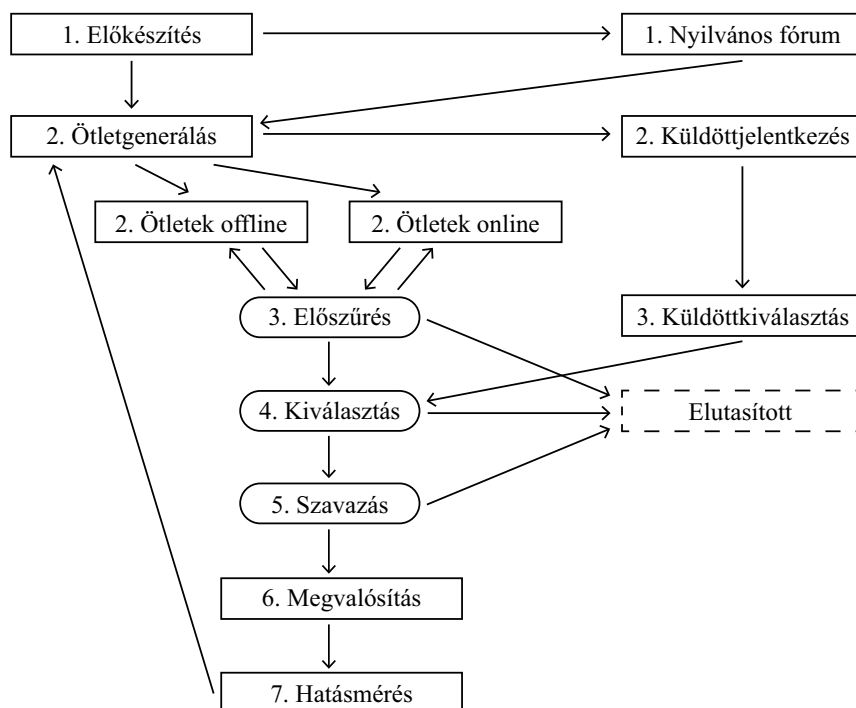 1. Előkészítés
1. Nyilvános fórum
2. Ötletgenerálás
2. Küldöttjelentkezés
2. Ötletek offline
2. Ötletek online
3. Előszűrés
3. Küldöttkiválasztás
4. Kiválasztás
Elutasított
5. Szavazás
6. Megvalósítás
7. Hatásmérés